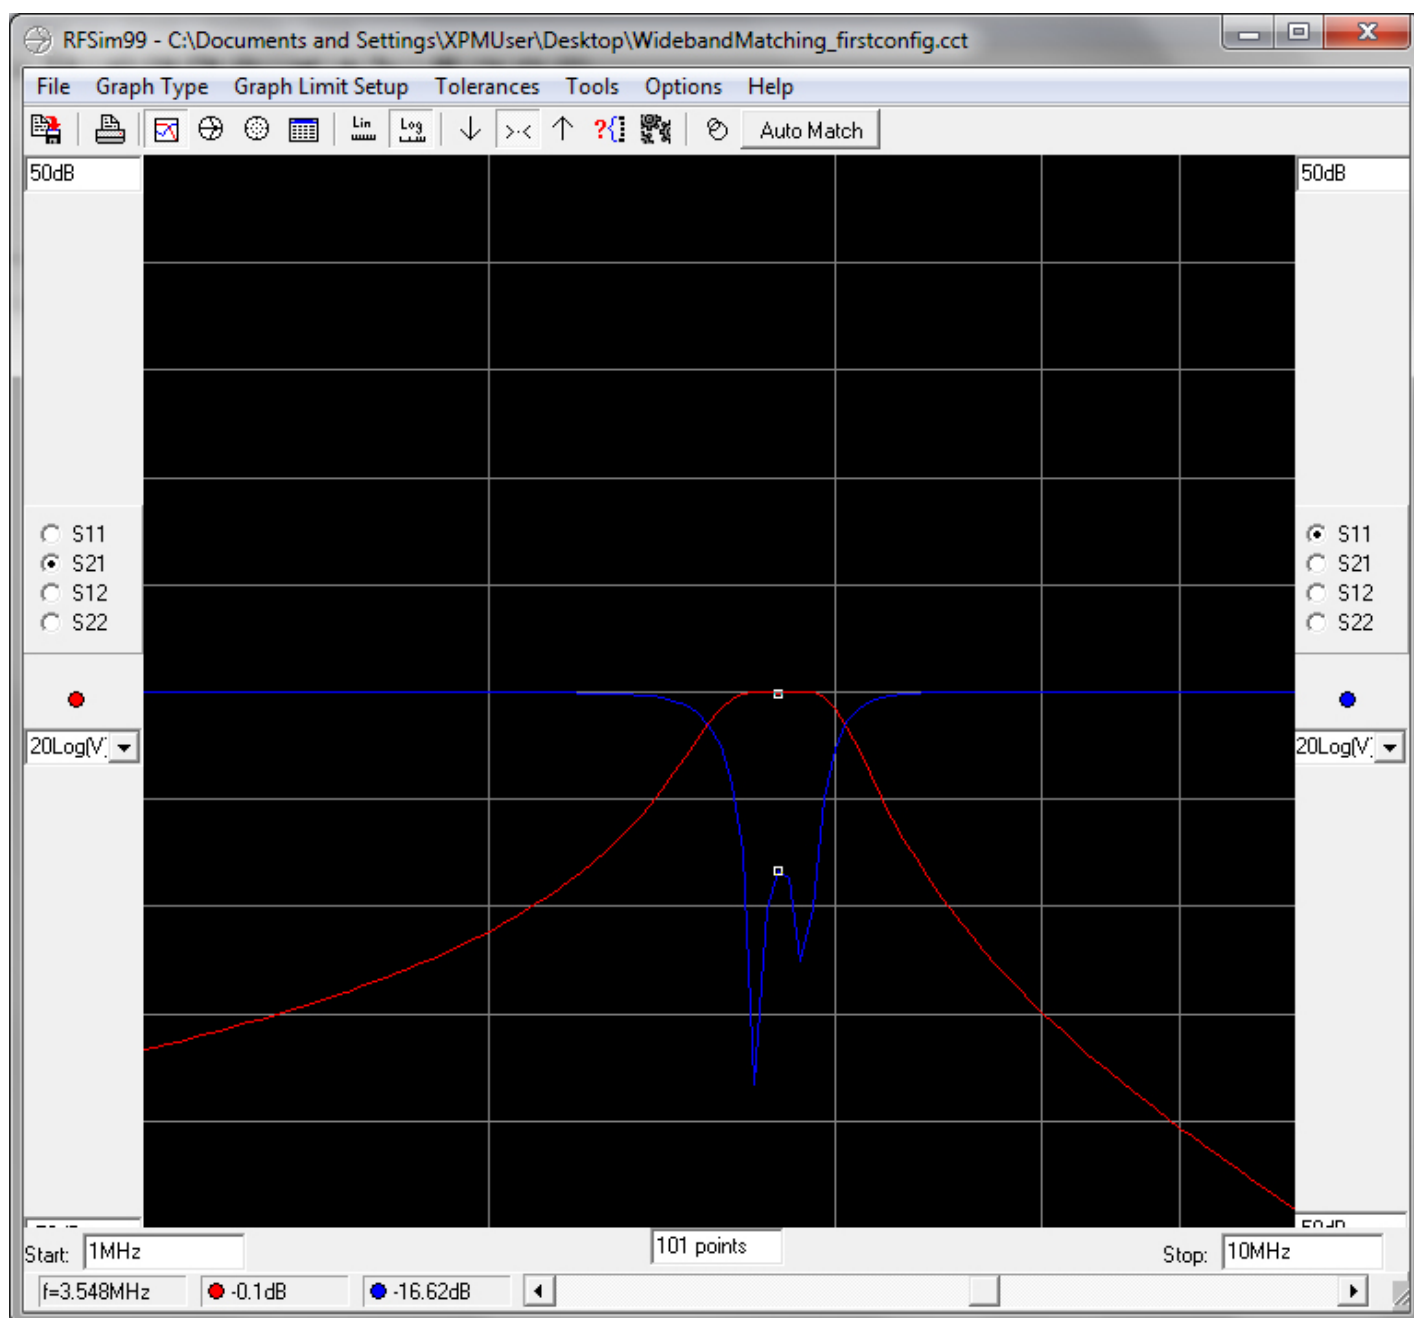 RFSim99 - C:\Documents and Settings\XPMUser\Desktop\WidebandMatching_firstconfig.cct
File Graph Type Graph Limit Setup Tolerances Tools Options Help
Lin Log ?{ Auto Match
50dB 50dB
S11 S11
S21 S21
S12 S12
S22 S22
20Log(V) 20Log(V)
Start: 1MHz 101 points Stop: 10MHz
f=3.548MHz -0.1dB -16.62dB